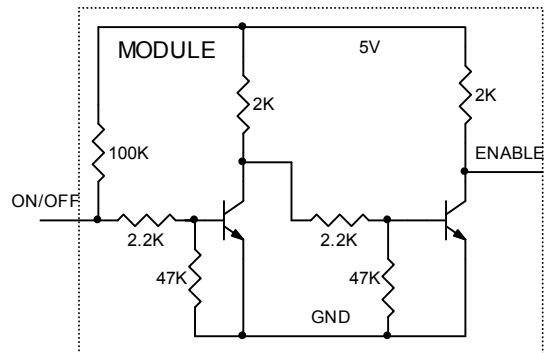 MODULE
5V
2K
2K
100K
ENABLE
ON/OFF
2.2K
2.2K
47K
47K
GND